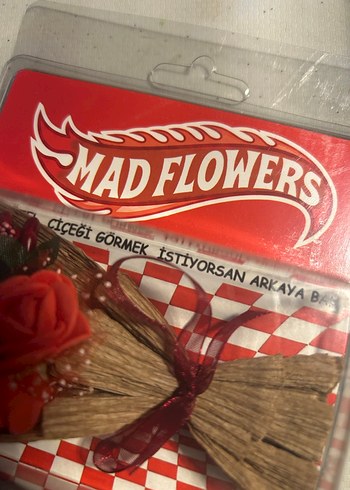 MAD FLOWERS
ÇİÇEĞİ GÖRMEK İSTİYORSAN ARKAYA BAK